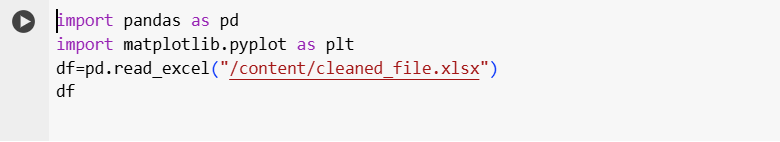 import pandas as pd
import matplotlib.pyplot as plt
df=pd.read_excel("/content/cleaned_file.xlsx")
df